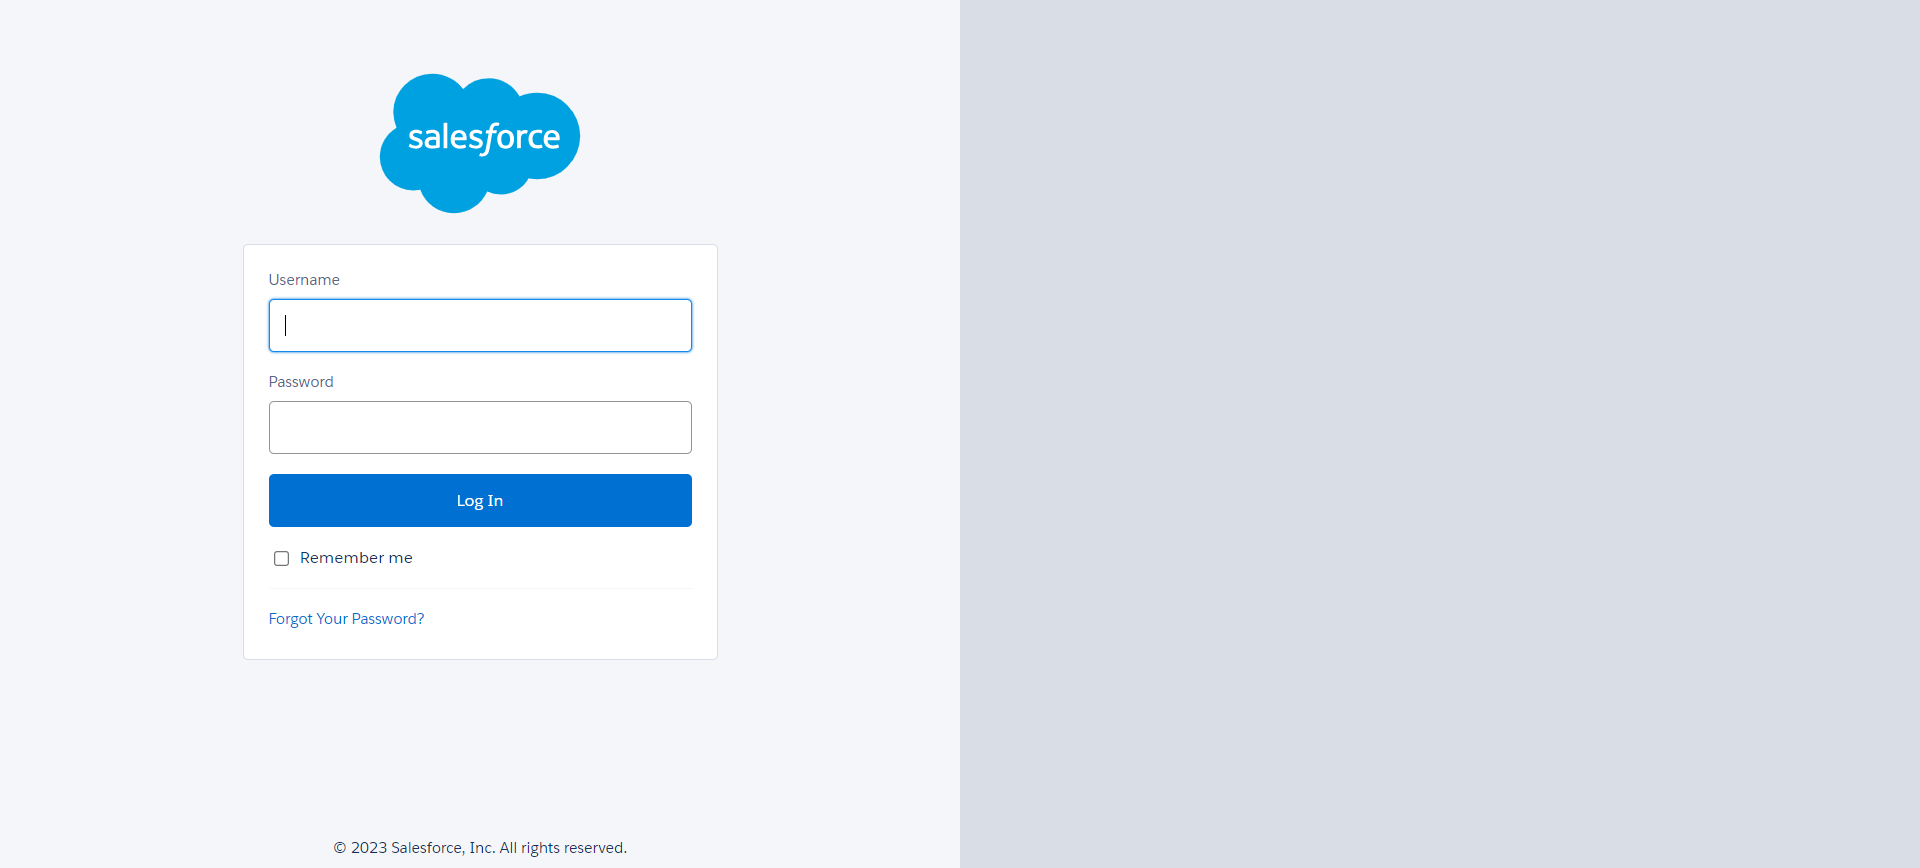 salesforce
Username
Password
Log In
Remember me
Forgot Your Password?
© 2023 Salesforce, Inc. All rights reserved.